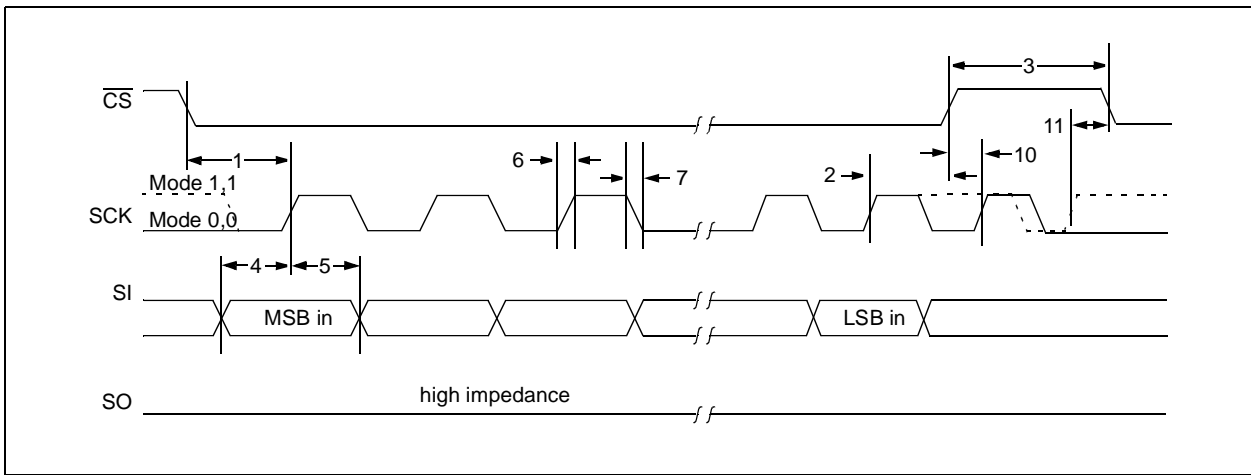 3
CS
11
1
6
7
2
10
Mode 1,1
SCK
Mode 0,0
4
5
SI
MSB in
LSB in
SO
high impedance